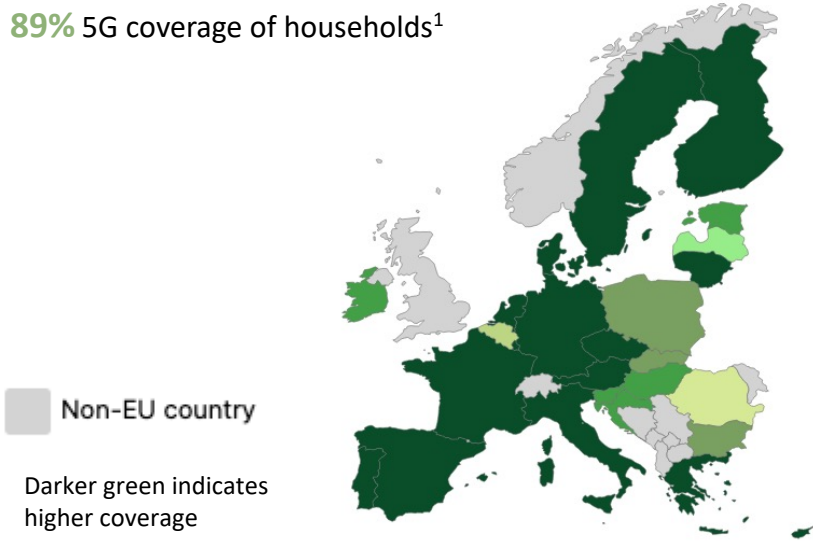 89% 5G coverage of households¹
Non-EU country
Darker green indicates
higher coverage